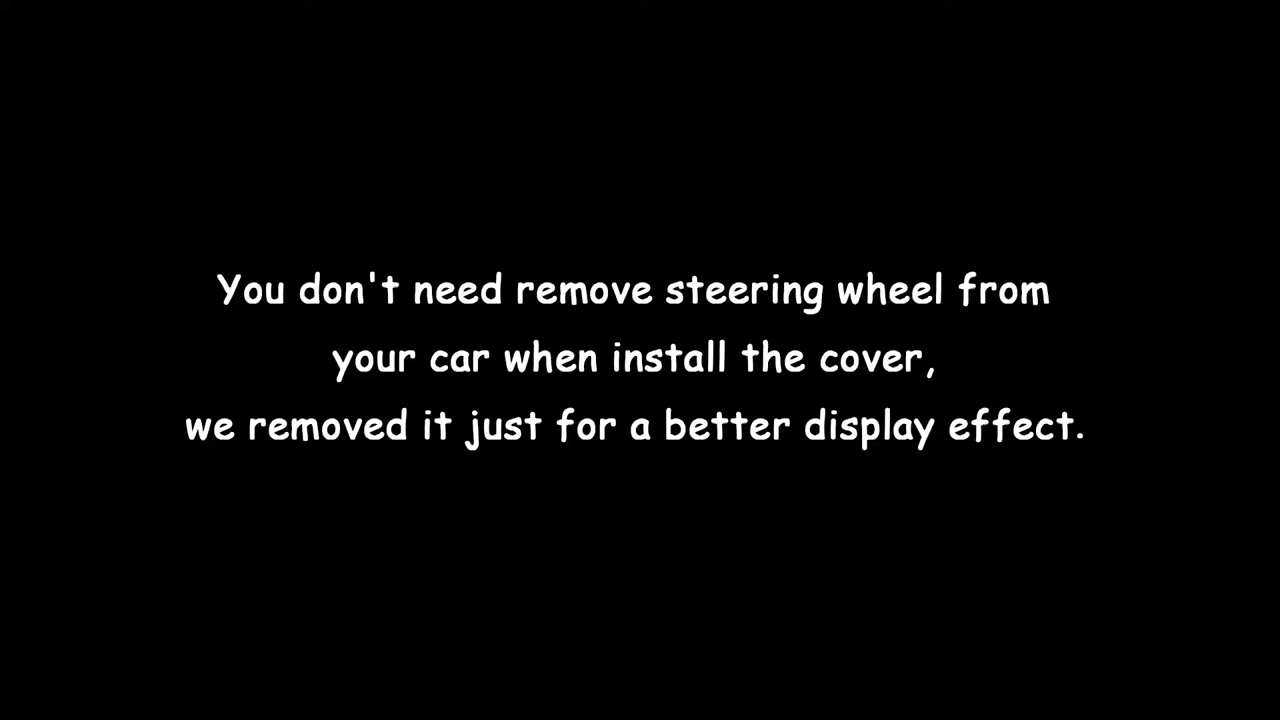 You don't need remove steering wheel from
your car when install the cover,
we removed it just for a better display effect.